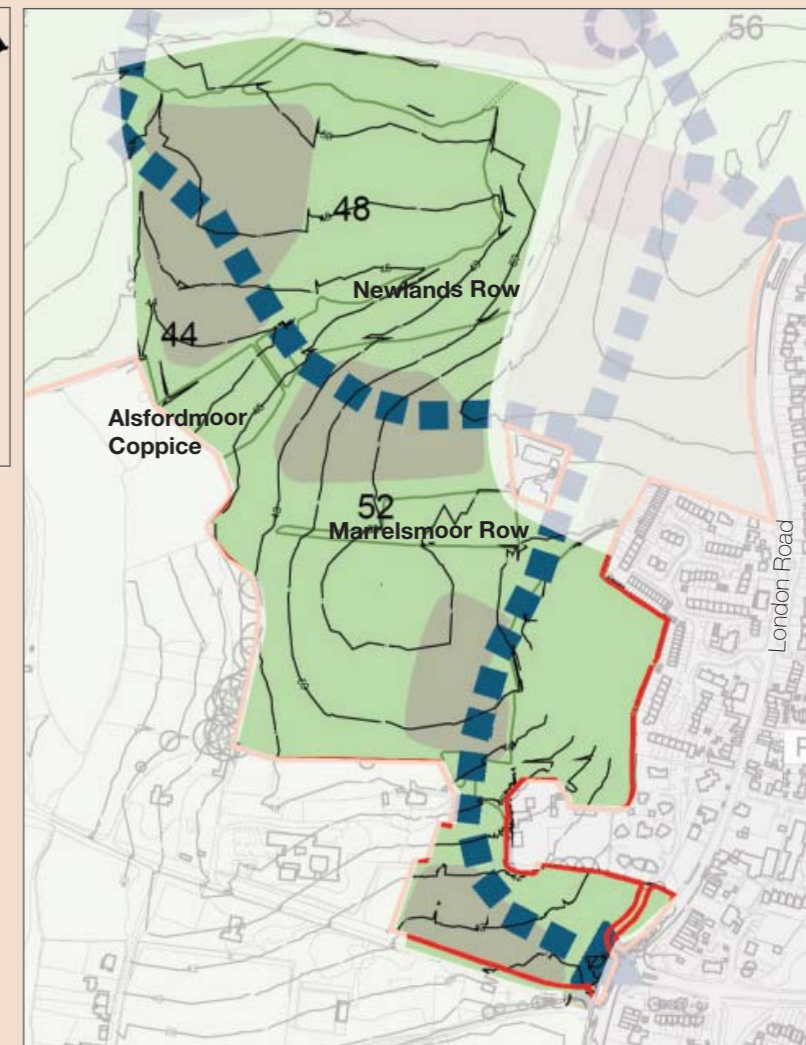 52
56
48
Newlands Row
44
Alsfordmoor
Coppice
52
Marrelsmoor Row
London Road